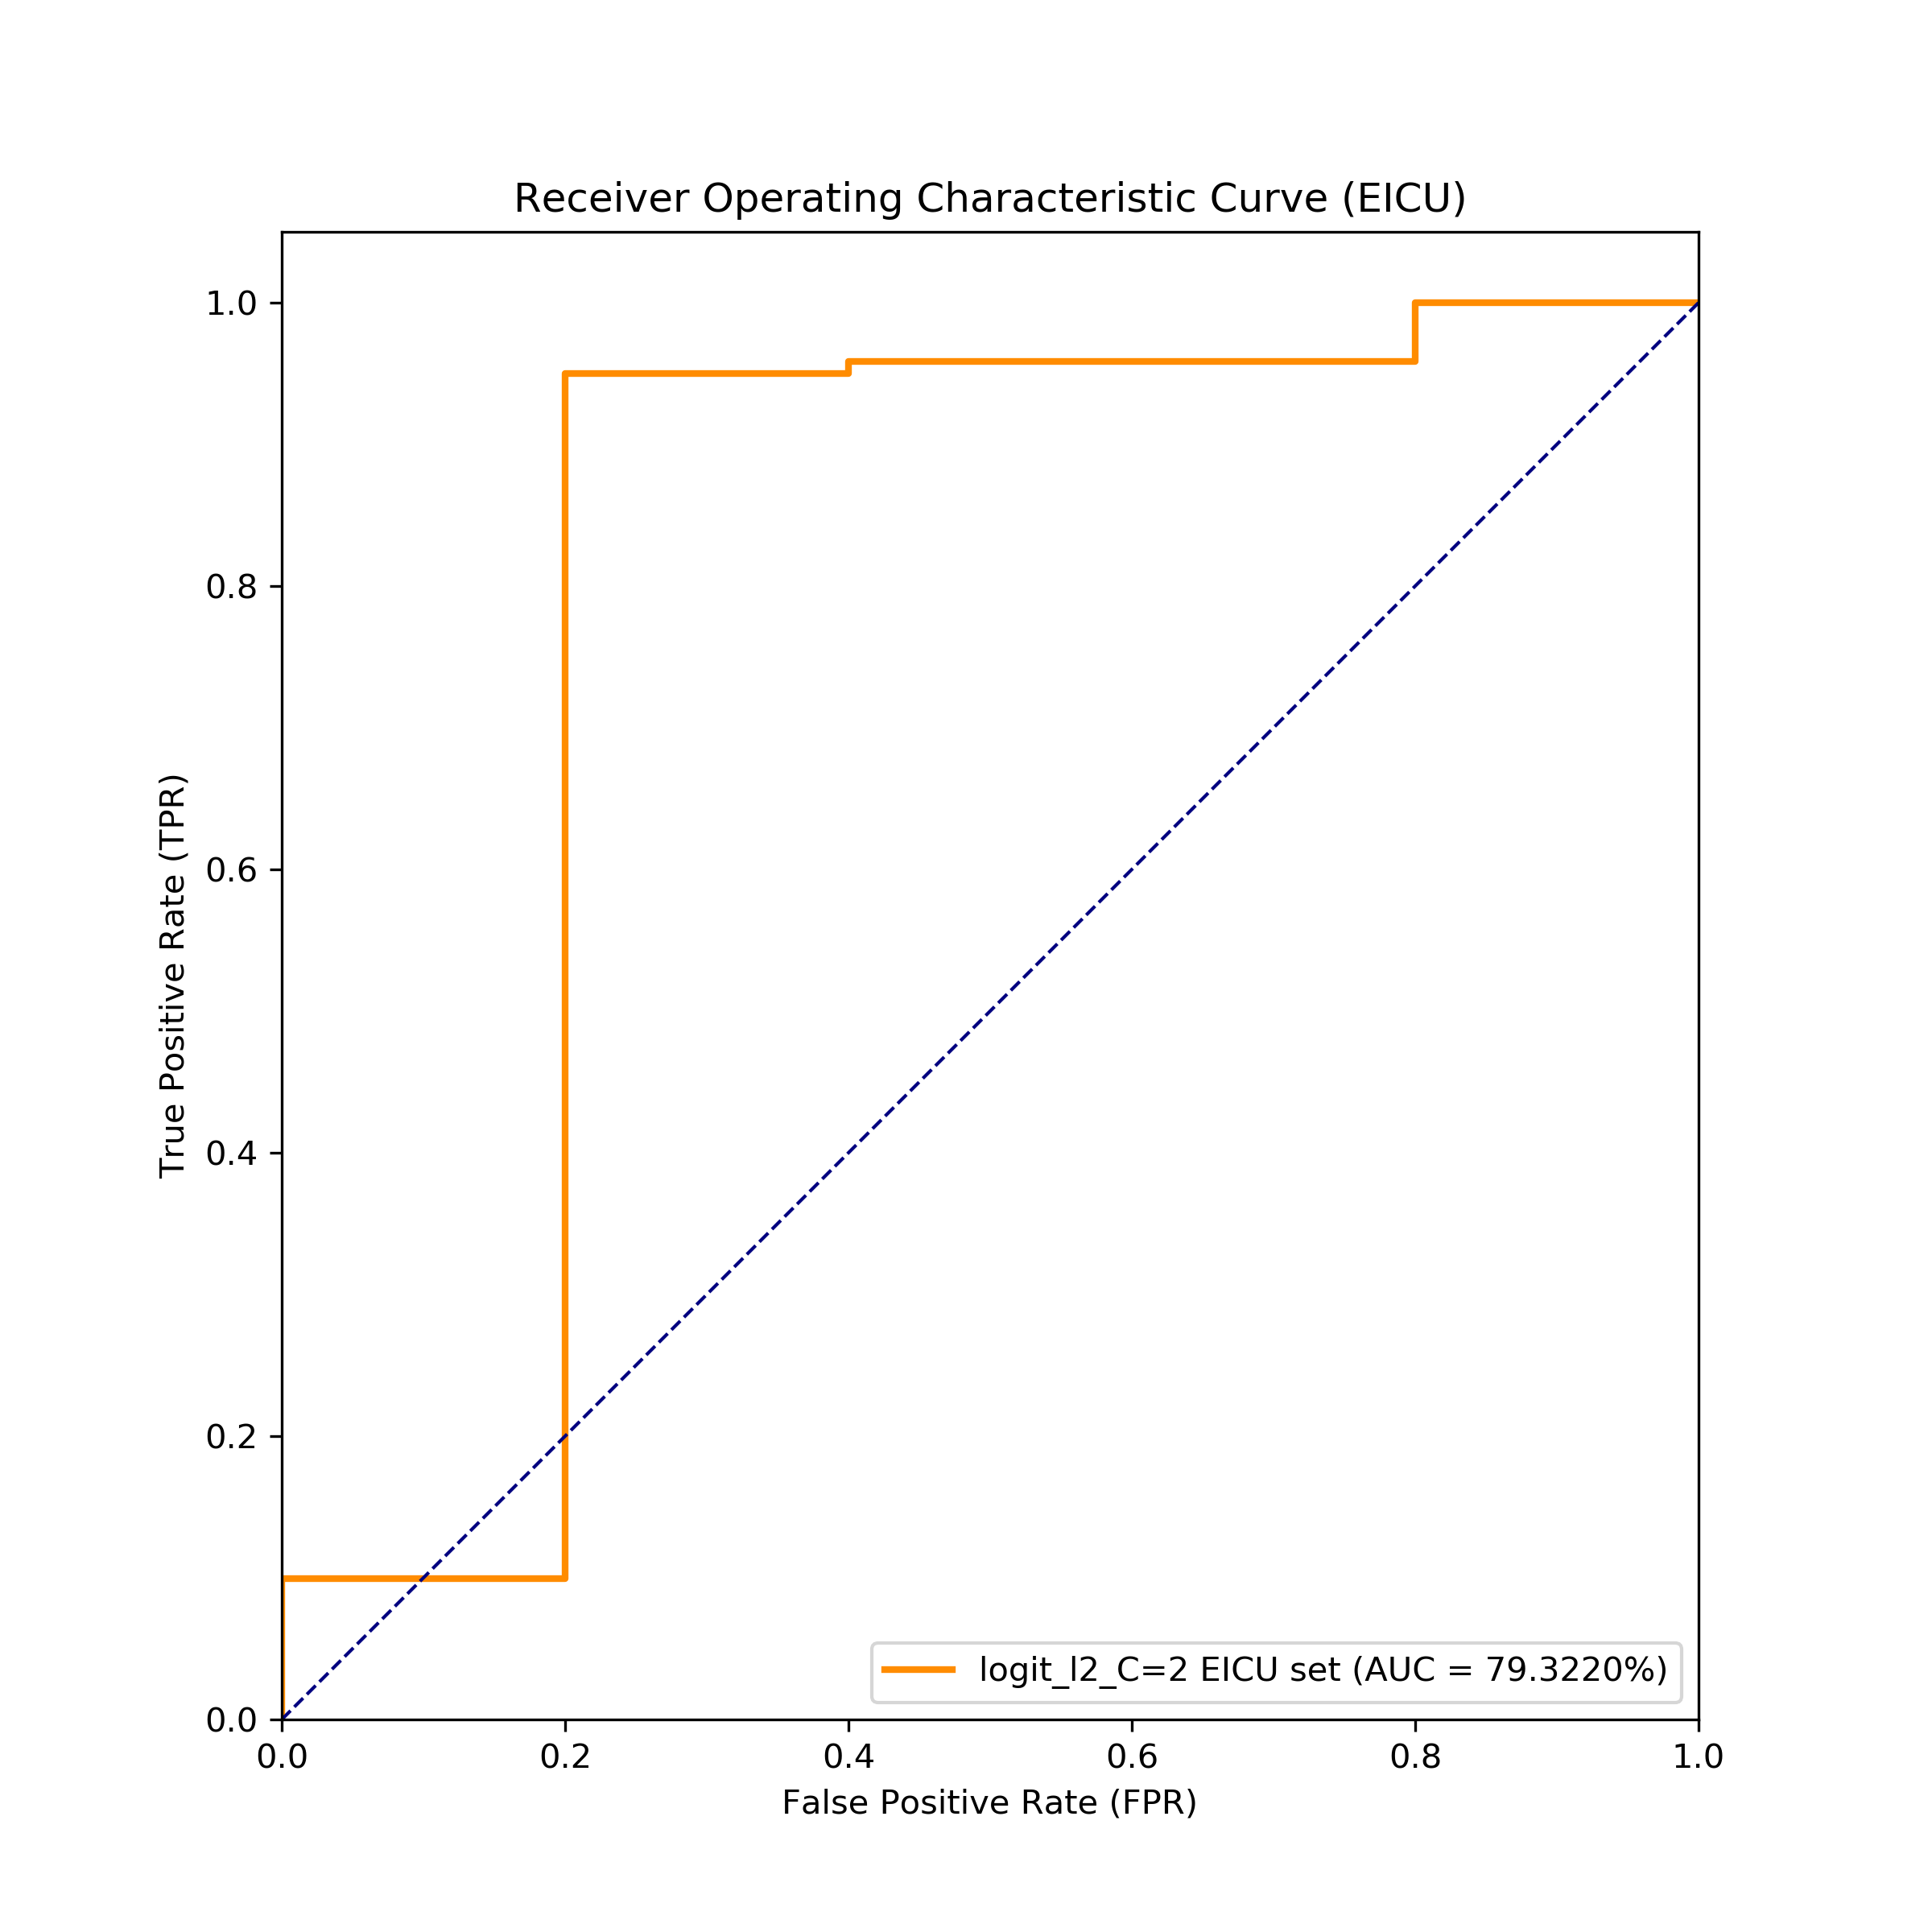 Receiver Operating Characteristic Curve (EICU)
1.0
0.8
0.6
0.4
0.2
0.0
True Positive Rate (TPR)
logit_l2_C=2 EICU set (AUC = 79.3220%)
0.0 0.2 0.4 0.6 0.8 1.0
False Positive Rate (FPR)